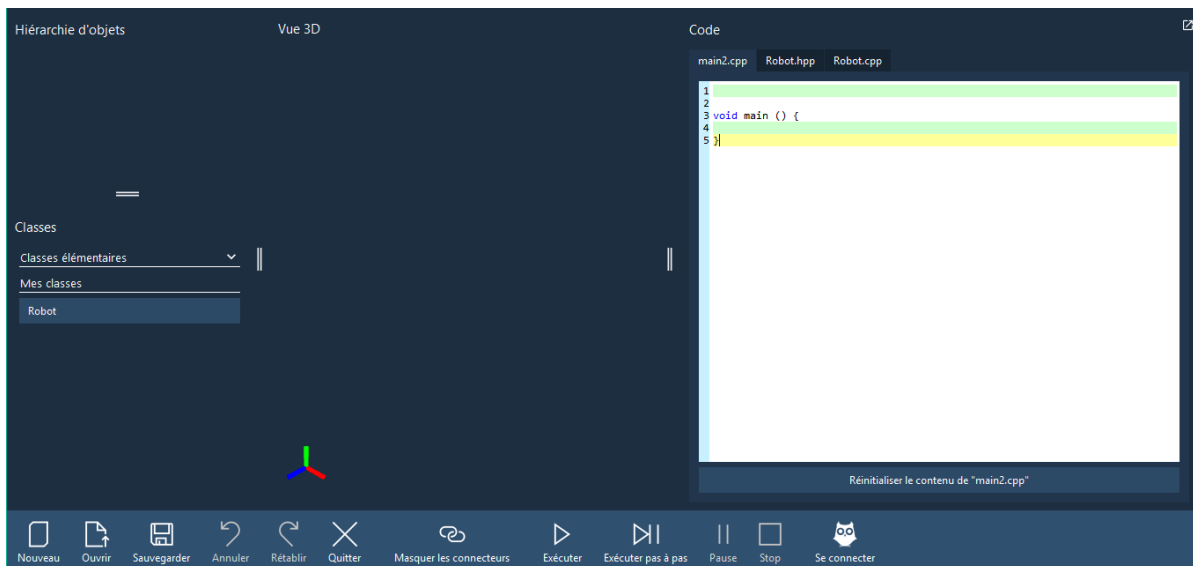 Hiérarchie d'objets
Vue 3D
Code
main2.cpp Robot.hpp Robot.cpp
1
2
3 void main () {
4
5 }
Classes
Classes élémentaires
Mes classes
Robot
Réinitialiser le contenu de "main2.cpp"
Nouveau Ouvrir Sauvegarder Annuler Rétablir Quitter Masquer les connecteurs Exécuter Exécuter pas à pas Pause Stop Se connecter